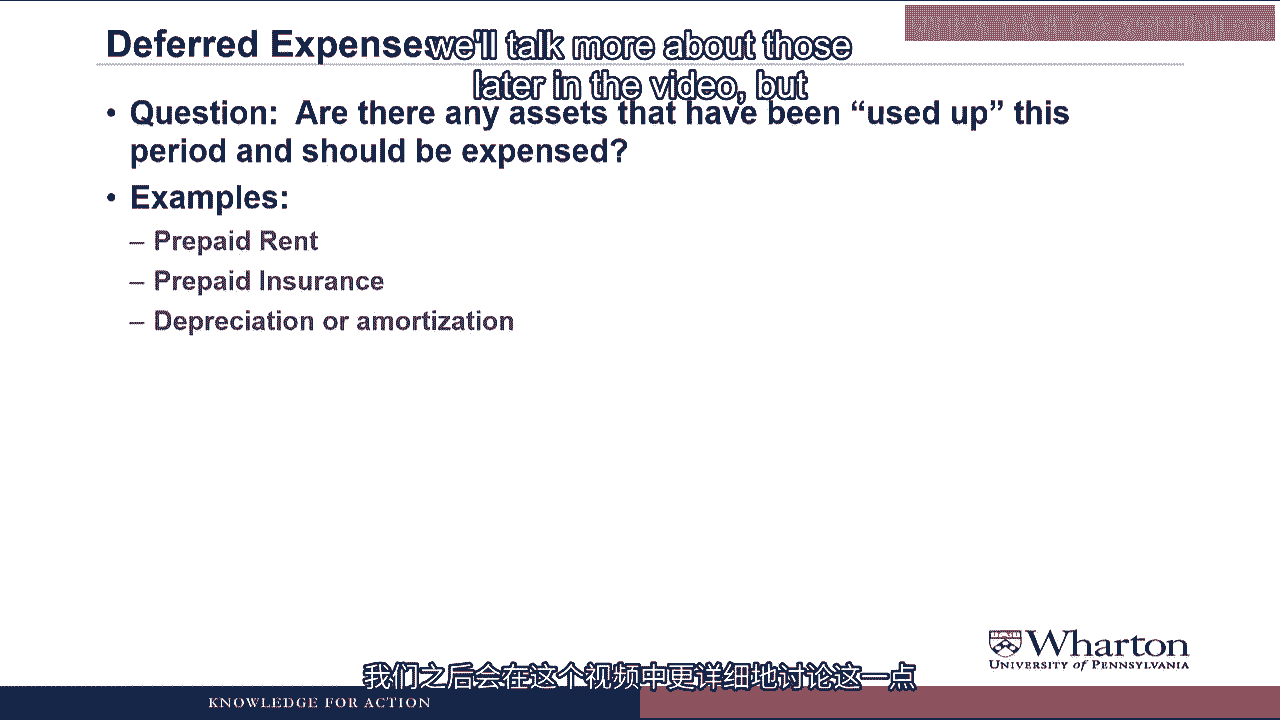 Deferred Expense
we'll talk more about those
later in the video, but
• Question: Are there any assets that have been “used up” this
period and should be expensed?
• Examples:
– Prepaid Rent
– Prepaid Insurance
– Depreciation or amortization
Wharton
UNIVERSITY of PENNSYLVANIA
我们之后会在这个视频中更详细地讨论这一点
KNOWLEDGE FOR ACTION